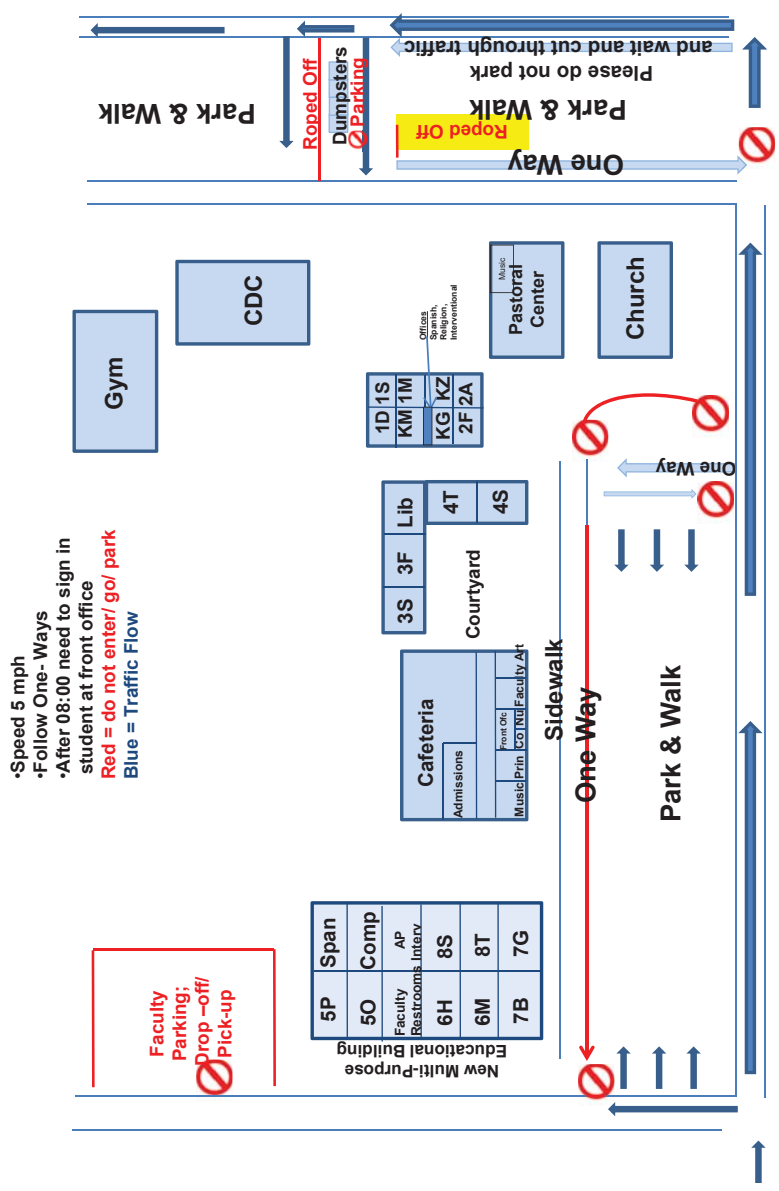 •Speed 5 mph
•Follow One- Ways
•After 08:00 need to sign in
student at front office
Red = do not enter/ go/ park
Blue = Traffic Flow
Faculty
Parking;
Drop –off/
Pick-up
Gym
CDC
Park & Walk
Roped Off
Dumpsters
Parking
Roped Off
Park & Walk
Please do not park
and wait and cut through traffic
One Way
New Multi-Purpose
Educational Building
5P
Span
5O
Comp
Faculty
Restrooms
AP
Interv
6H
8S
6M
8T
7B
7G
Cafeteria
Admissions
Front Ofc
Music
Prin
Co
Nu
Faculty
Art
3S
3F
Lib
4T
4S
Courtyard
1D
1S
KM
1M
KG
KZ
2F
2A
Offices
Spanish,
Religion,
Interventional
Music
Pastoral
Center
Church
Sidewalk
One Way
Park & Walk
One Way